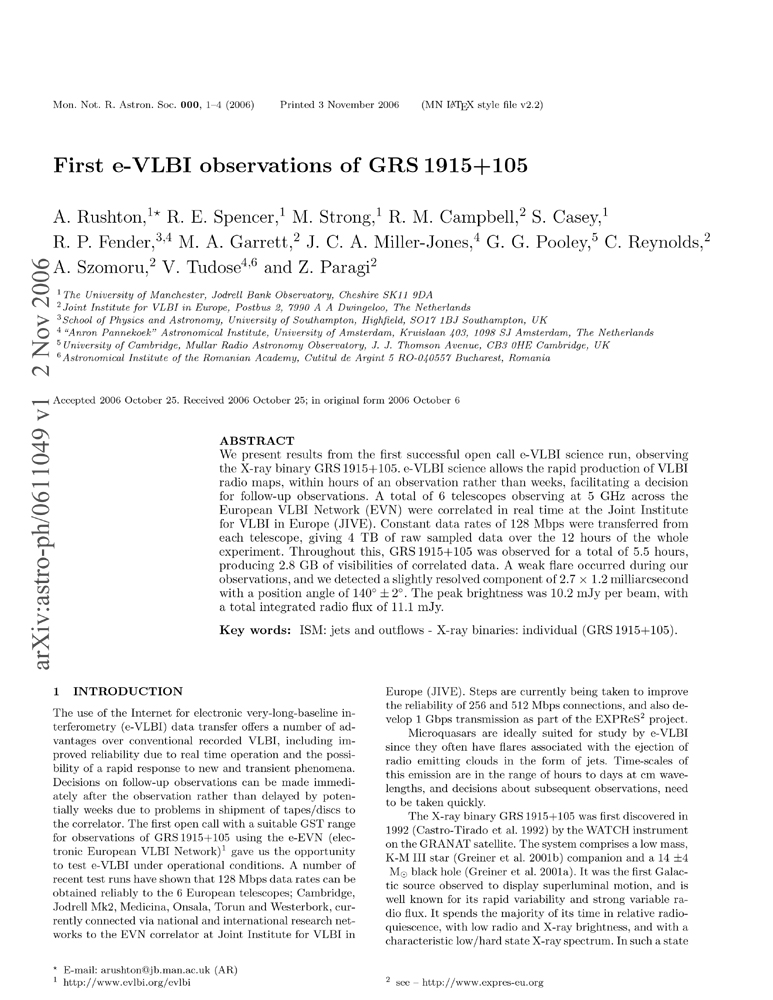 Mon. Not. R. Astron. Soc. 000, 1–4 (2006) Printed 3 November 2006 (MN LATEX style file v2.2)
First e-VLBI observations of GRS 1915+105
A. Rushton,1⋆ R. E. Spencer,1 M. Strong,1 R. M. Campbell,2 S. Casey,1
R. P. Fender,3,4 M. A. Garrett,2 J. C. A. Miller-Jones,4 G. G. Pooley,5 C. Reynolds,2
A. Szomoru,2 V. Tudose4,6 and Z. Paragi2
1 The University of Manchester, Jodrell Bank Observatory, Cheshire SK11 9DA
2 Joint Institute for VLBI in Europe, Postbus 2, 7990 A A Dwingeloo, The Netherlands
3 School of Physics and Astronomy, University of Southampton, Highfield, SO17 1BJ Southampton, UK
4 “Anron Pannekoek” Astronomical Institute, University of Amsterdam, Kruislaan 403, 1098 SJ Amsterdam, The Netherlands
5 University of Cambridge, Mullar Radio Astronomy Observatory, J. J. Thomson Avenue, CB3 0HE Cambridge, UK
6 Astronomical Institute of the Romanian Academy, Cutitul de Argint 5 RO-040557 Bucharest, Romania
Accepted 2006 October 25. Received 2006 October 25; in original form 2006 October 6
ABSTRACT
We present results from the first successful open call e-VLBI science run, observing
the X-ray binary GRS 1915+105. e-VLBI science allows the rapid production of VLBI
radio maps, within hours of an observation rather than weeks, facilitating a decision
for follow-up observations. A total of 6 telescopes observing at 5 GHz across the
European VLBI Network (EVN) were correlated in real time at the Joint Institute
for VLBI in Europe (JIVE). Constant data rates of 128 Mbps were transferred from
each telescope, giving 4 TB of raw sampled data over the 12 hours of the whole
experiment. Throughout this, GRS 1915+105 was observed for a total of 5.5 hours,
producing 2.8 GB of visibilities of correlated data. A weak flare occurred during our
observations, and we detected a slightly resolved component of 2.7 × 1.2 milliarcsecond
with a position angle of 140° ± 2°. The peak brightness was 10.2 mJy per beam, with
a total integrated radio flux of 11.1 mJy.
Key words: ISM: jets and outflows - X-ray binaries: individual (GRS 1915+105).
1 INTRODUCTION
The use of the Internet for electronic very-long-baseline in-
terferometry (e-VLBI) data transfer offers a number of ad-
vantages over conventional recorded VLBI, including im-
proved reliability due to real time operation and the possi-
bility of a rapid response to new and transient phenomena.
Decisions on follow-up observations can be made immedi-
ately after the observation rather than delayed by poten-
tially weeks due to problems in shipment of tapes/discs to
the correlator. The first open call with a suitable GST range
for observations of GRS 1915+105 using the e-EVN (elec-
tronic European VLBI Network)1 gave us the opportunity
to test e-VLBI under operational conditions. A number of
recent test runs have shown that 128 Mbps data rates can be
obtained reliably to the 6 European telescopes; Cambridge,
Jodrell Mk2, Medicina, Onsala, Torun and Westerbork, cur-
rently connected via national and international research net-
works to the EVN correlator at Joint Institute for VLBI in
⋆ E-mail: arushton@jb.man.ac.uk (AR)
1 http://www.evlbi.org/evlbi
Europe (JIVE). Steps are currently being taken to improve
the reliability of 256 and 512 Mbps connections, and also de-
velop 1 Gbps transmission as part of the EXPReS2 project.
Microquasars are ideally suited for study by e-VLBI
since they often have flares associated with the ejection of
radio emitting clouds in the form of jets. Time-scales of
this emission are in the range of hours to days at cm wave-
lengths, and decisions about subsequent observations, need
to be taken quickly.
The X-ray binary GRS 1915+105 was first discovered in
1992 (Castro-Tirado et al. 1992) by the WATCH instrument
on the GRANAT satellite. The system comprises a low mass,
K-M III star (Greiner et al. 2001b) companion and a 14 ±4
M⊙ black hole (Greiner et al. 2001a). It was the first Galac-
tic source observed to display superluminal motion, and is
well known for its rapid variability and strong variable ra-
dio flux. It spends the majority of its time in relative radio-
quiescence, with low radio and X-ray brightness, and with a
characteristic low/hard state X-ray spectrum. In such a state
2 see – http://www.expres-eu.org
arXiv:astro-ph/0611049 v1 2 Nov 2006